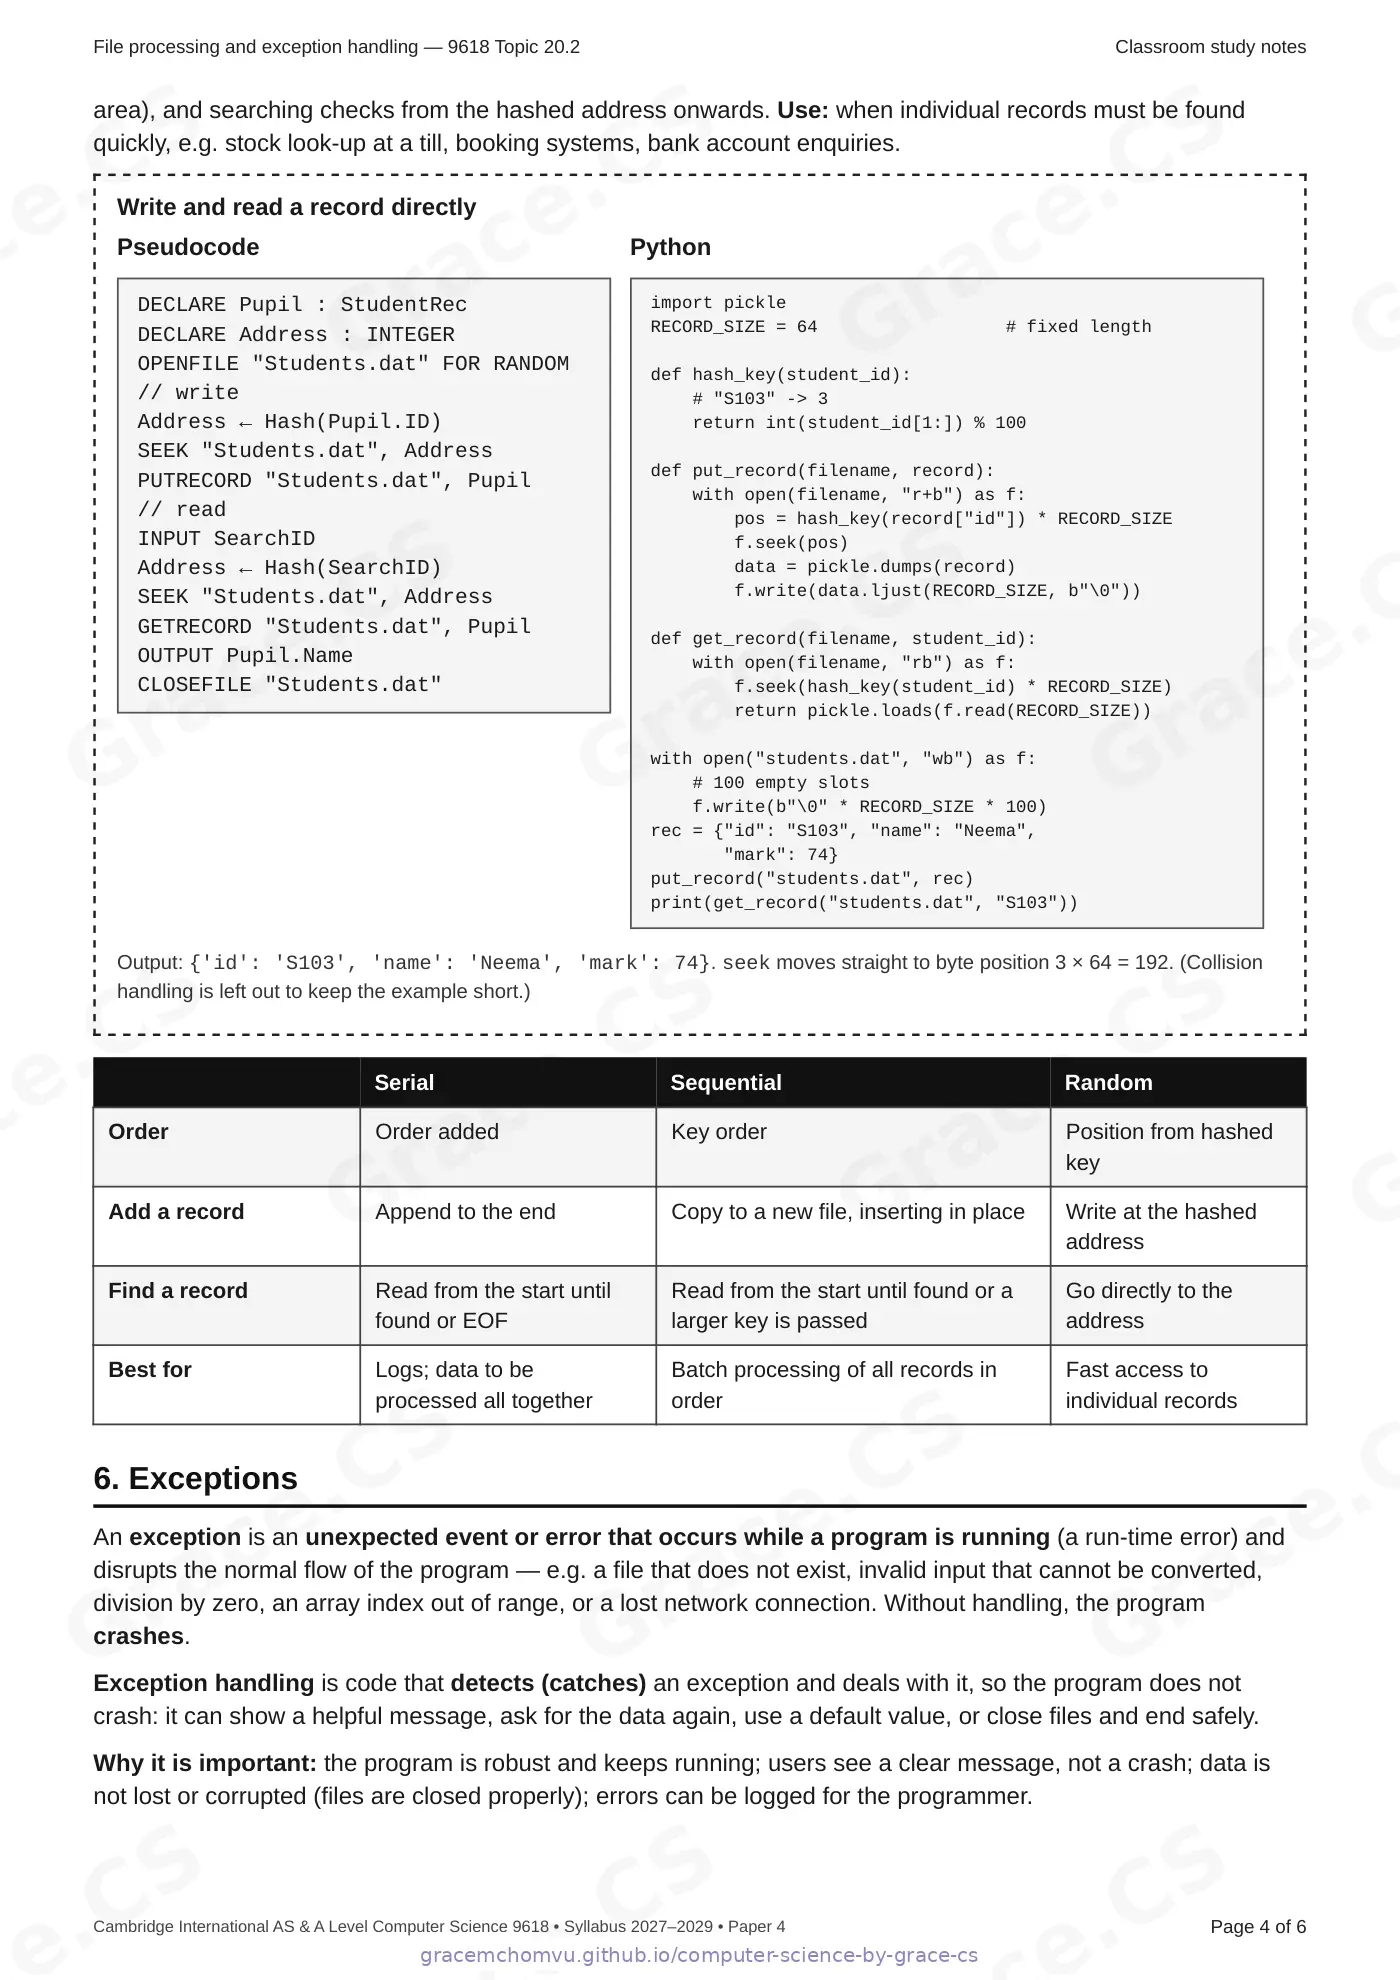 File processing and exception handling — 9618 Topic 20.2
Classroom study notes
area), and searching checks from the hashed address onwards. Use: when individual records must be found
quickly, e.g. stock look-up at a till, booking systems, bank account enquiries.
Write and read a record directly
Pseudocode
DECLARE Pupil : StudentRec
DECLARE Address : INTEGER
OPENFILE "Students.dat" FOR RANDOM
// write
Address ← Hash(Pupil.ID)
SEEK "Students.dat", Address
PUTRECORD "Students.dat", Pupil
// read
INPUT SearchID
Address ← Hash(SearchID)
SEEK "Students.dat", Address
GETRECORD "Students.dat", Pupil
OUTPUT Pupil.Name
CLOSEFILE "Students.dat"
Python
import pickle
RECORD_SIZE = 64                  # fixed length
def hash_key(student_id):
    # "S103" -> 3
    return int(student_id[1:]) % 100
def put_record(filename, record):
    with open(filename, "r+b") as f:
        pos = hash_key(record["id"]) * RECORD_SIZE
        f.seek(pos)
        data = pickle.dumps(record)
        f.write(data.ljust(RECORD_SIZE, b"\0"))
def get_record(filename, student_id):
    with open(filename, "rb") as f:
        f.seek(hash_key(student_id) * RECORD_SIZE)
        return pickle.loads(f.read(RECORD_SIZE))
with open("students.dat", "wb") as f:
    # 100 empty slots
    f.write(b"\0" * RECORD_SIZE * 100)
rec = {"id": "S103", "name": "Neema",
       "mark": 74}
put_record("students.dat", rec)
print(get_record("students.dat", "S103"))
Output: {'id': 'S103', 'name': 'Neema', 'mark': 74}. seek moves straight to byte position 3 × 64 = 192. (Collision
handling is left out to keep the example short.)
Serial Sequential Random
Order Order added Key order Position from hashed
key
Add a record Append to the end Copy to a new file, inserting in place Write at the hashed
address
Find a record Read from the start until Read from the start until found or a Go directly to the
found or EOF larger key is passed address
Best for Logs; data to be Batch processing of all records in Fast access to
processed all together order individual records
6. Exceptions
An exception is an unexpected event or error that occurs while a program is running (a run-time error) and
disrupts the normal flow of the program — e.g. a file that does not exist, invalid input that cannot be converted,
division by zero, an array index out of range, or a lost network connection. Without handling, the program
crashes.
Exception handling is code that detects (catches) an exception and deals with it, so the program does not
crash: it can show a helpful message, ask for the data again, use a default value, or close files and end safely.
Why it is important: the program is robust and keeps running; users see a clear message, not a crash; data is
not lost or corrupted (files are closed properly); errors can be logged for the programmer.
Cambridge International AS & A Level Computer Science 9618 • Syllabus 2027–2029 • Paper 4
Page 4 of 6
gracemchomvu.github.io/computer-science-by-grace-cs
Grace.CS